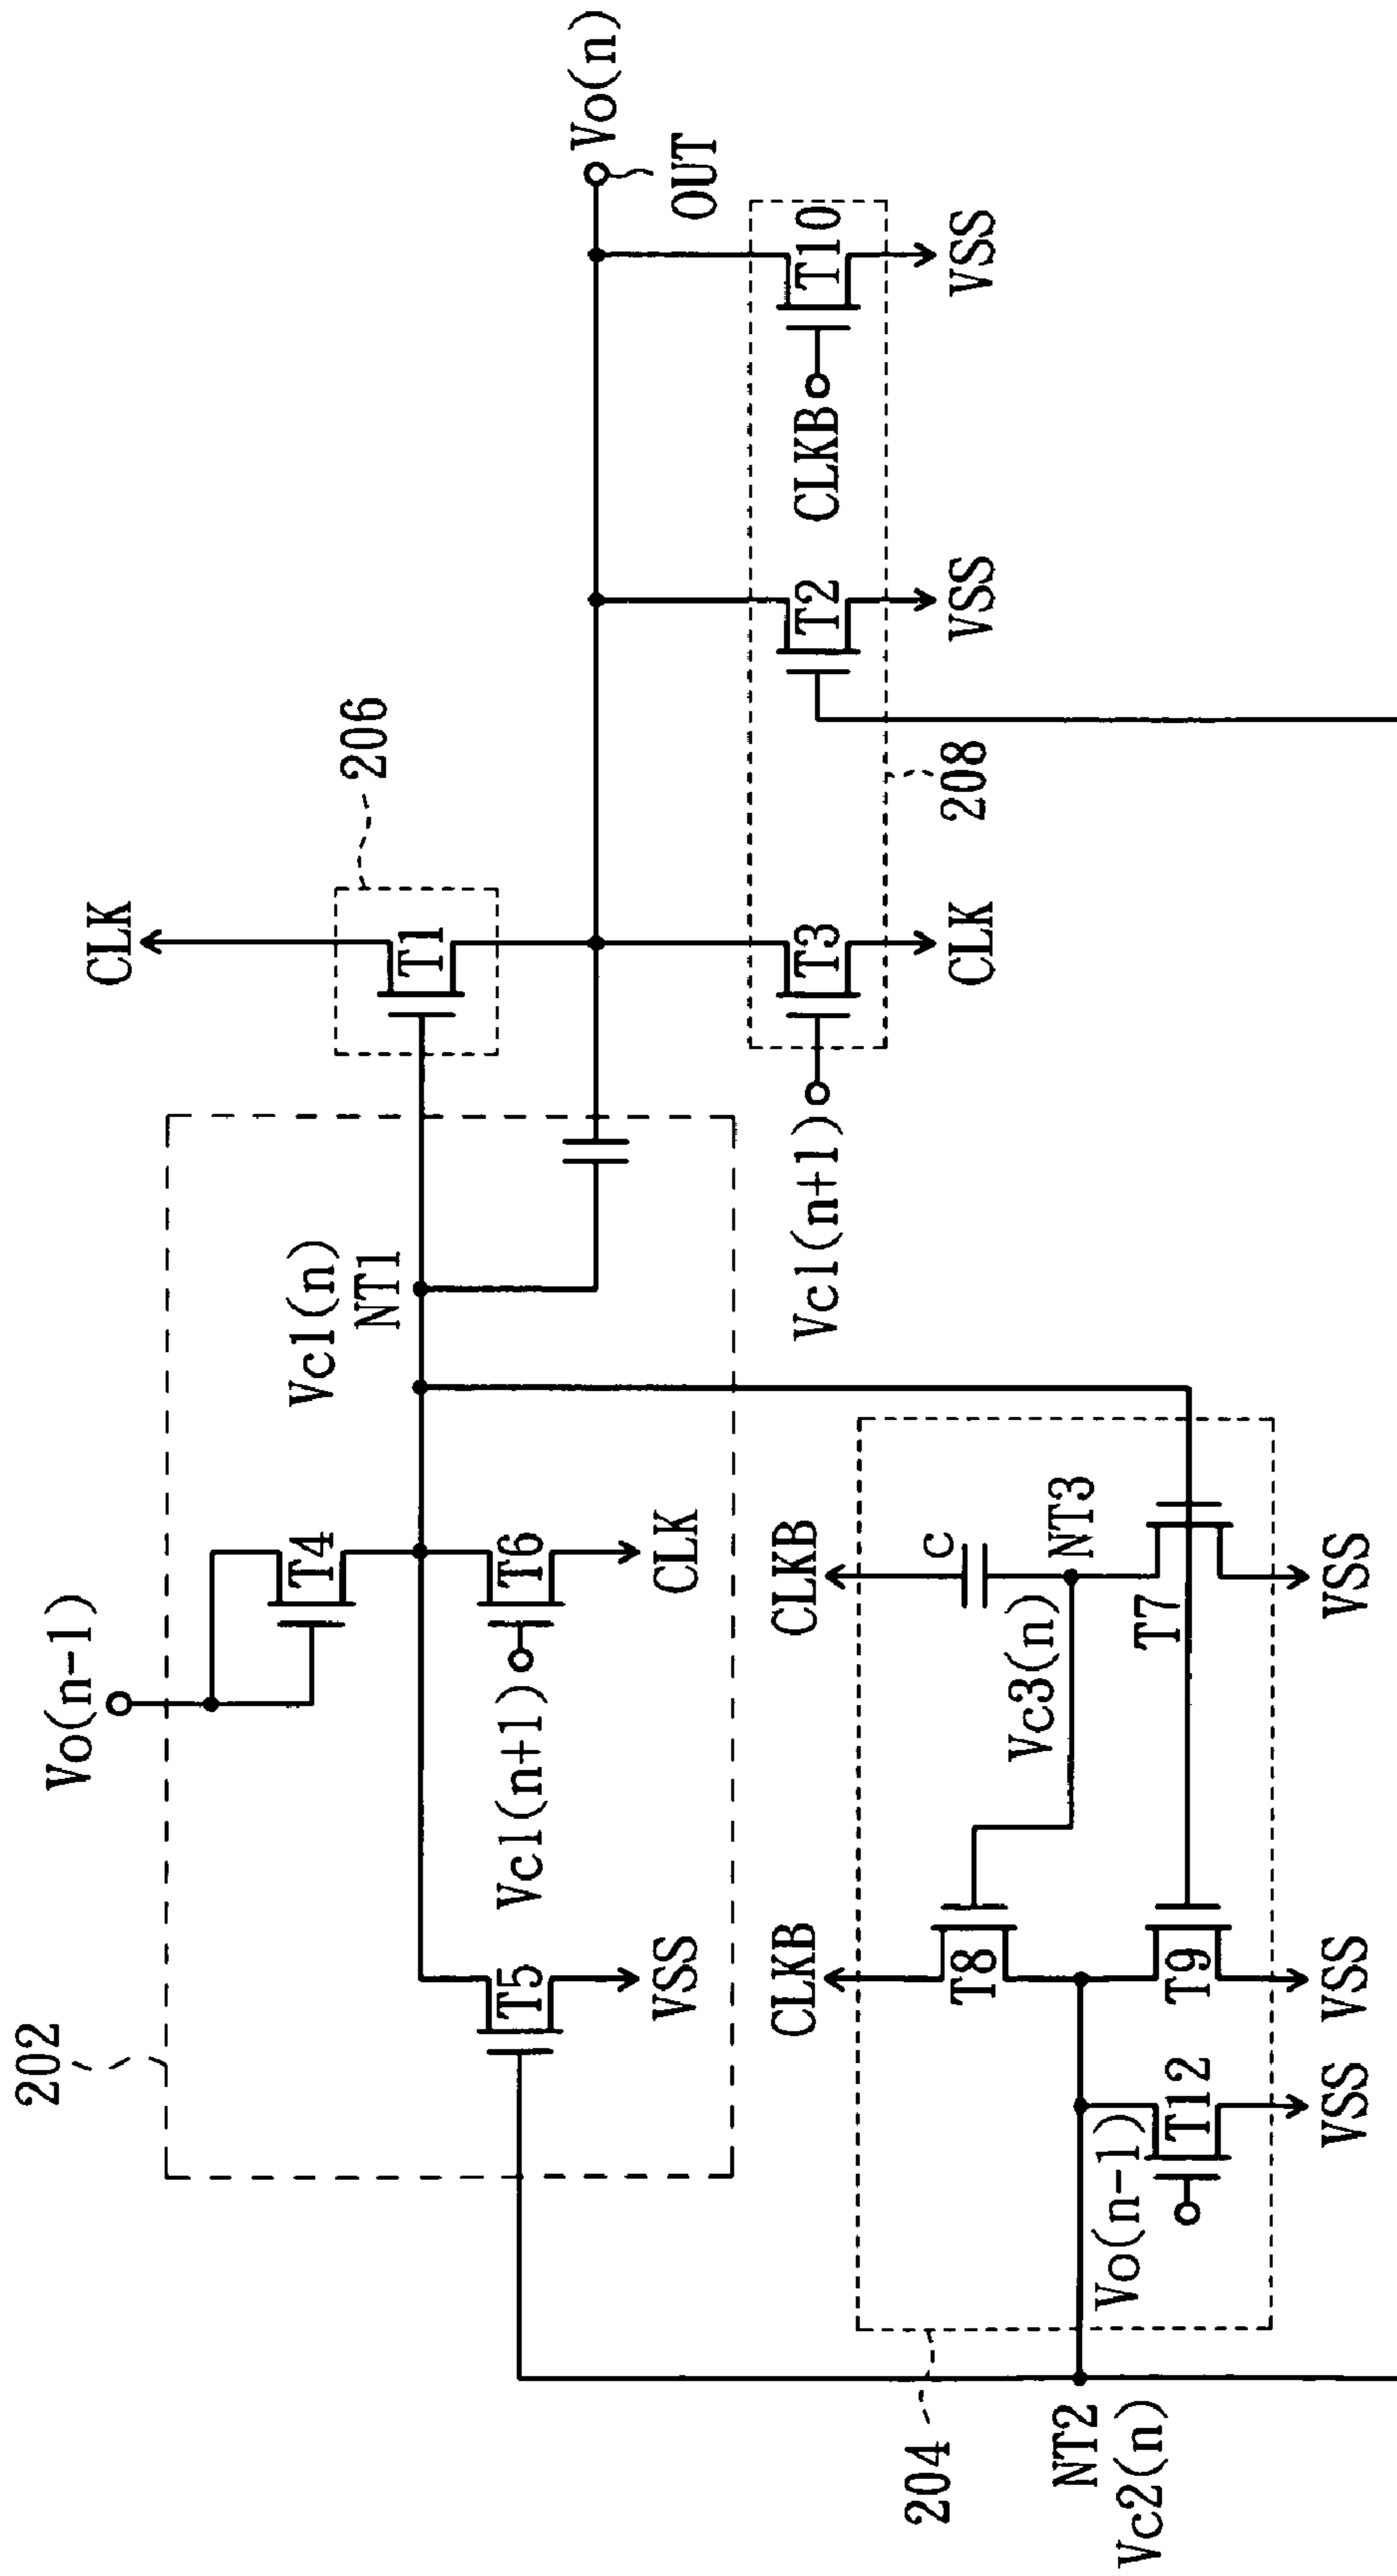 202
Vo(n-1)
T4
Vc1(n)
NT1
T5
VSS
Vc1(n+1)
T6
CLK
CLK
T1
206
Vo(n)
OUT
Vc1(n+1)
T3
CLK
T2
VSS
208
CLKB
T10
VSS
204
NT2
Vc2(n)
CLKB
T8
Vo(n-1)
T12
VSS
T9
VSS
CLKB
C
Vc3(n)
NT3
T7
VSS